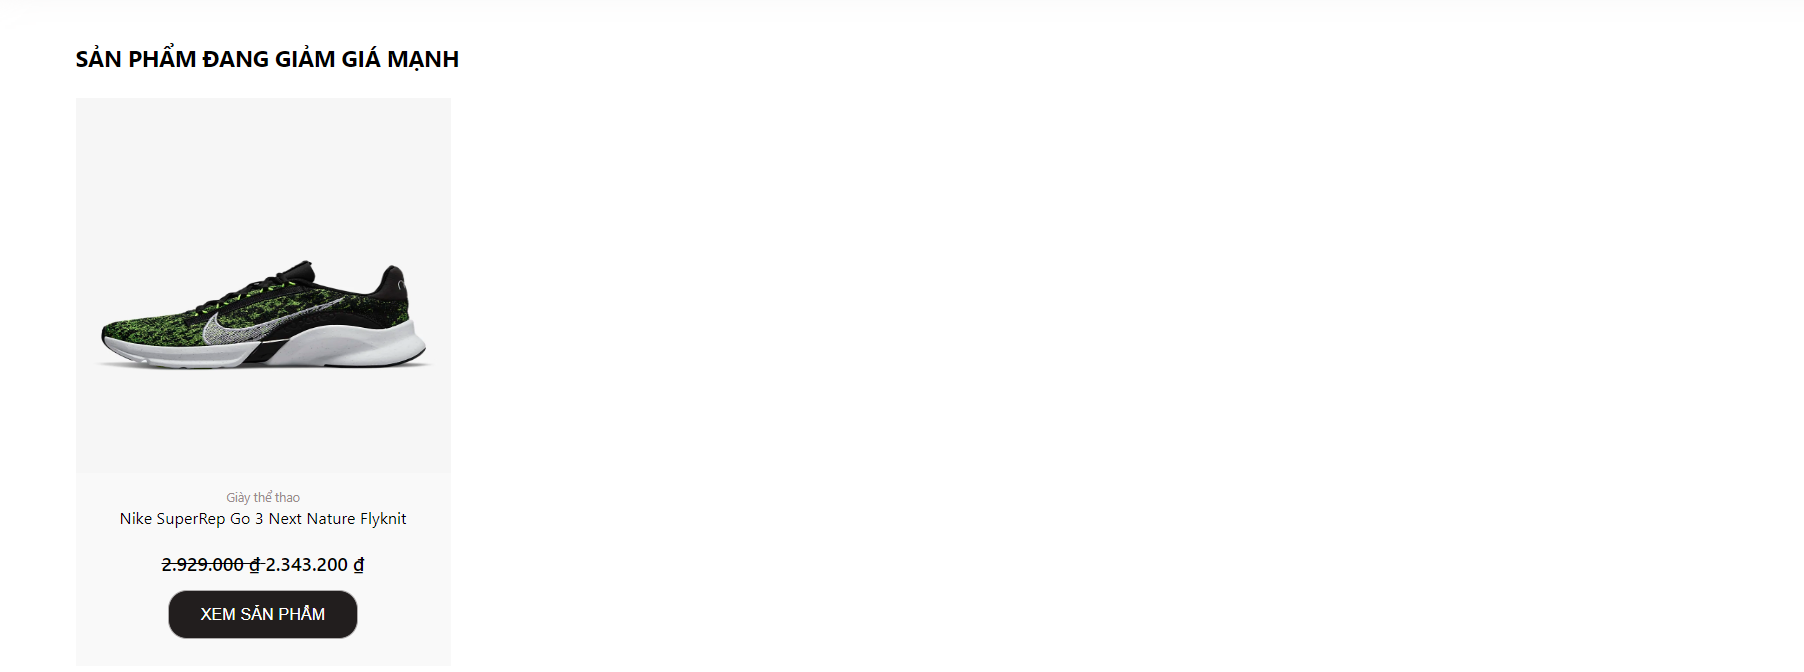 SẢN PHẨM ĐANG GIẢM GIÁ MẠNH
Giày thể thao
Nike SuperRep Go 3 Next Nature Flyknit
2.929.000 ₫ 2.343.200 ₫
XEM SẢN PHẨM